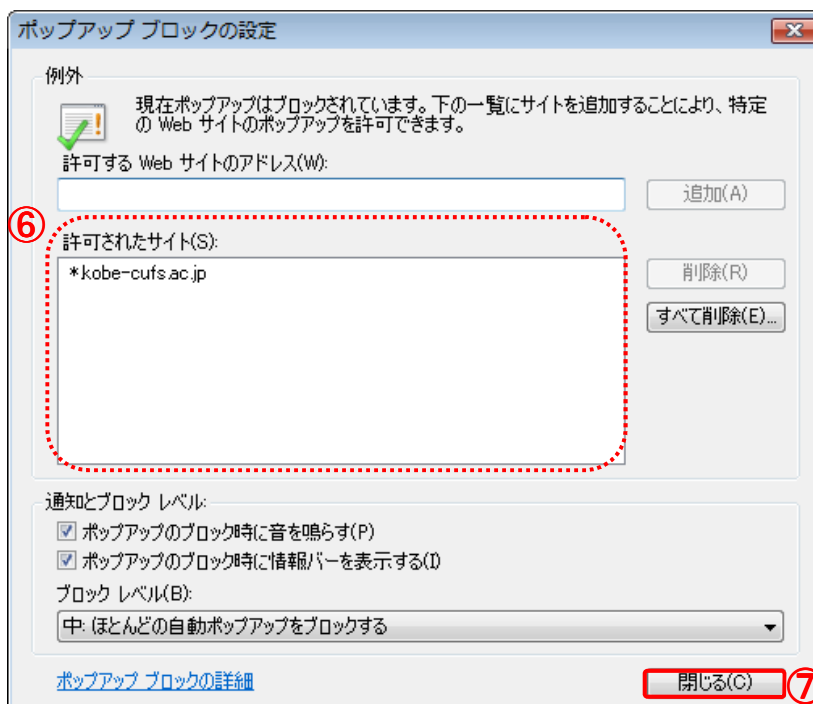 ポップアップ ブロックの設定
例外
現在ポップアップはブロックされています。下の一覧にサイトを追加することにより、特定
の Web サイトのポップアップを許可できます。
許可する Web サイトのアドレス(W):
追加(A)
⑥
許可されたサイト(S):
*.kobe-cufs.ac.jp
削除(R)
すべて削除(E)...
通知とブロック レベル:
ポップアップのブロック時に音を鳴らす(P)
ポップアップのブロック時に情報バーを表示する(I)
ブロック レベル(B):
中: ほとんどの自動ポップアップをブロックする
ポップアップ ブロックの詳細
閉じる(C)
⑦